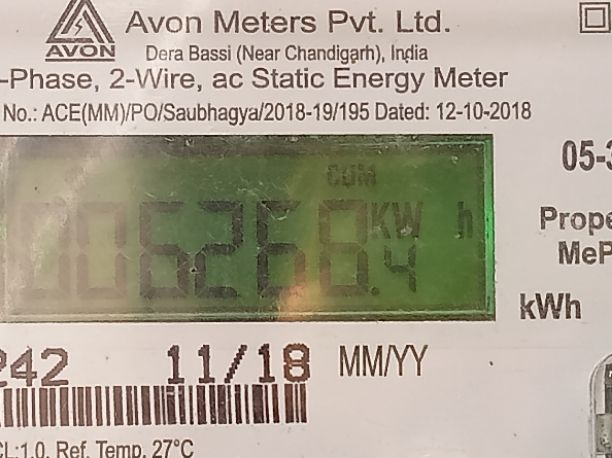 AVON
Avon Meters Pvt. Ltd.
Dera Bassi (Near Chandigarh), India
-Phase, 2-Wire, ac Static Energy Meter
No.: ACE(MM)/PO/Saubhagya/2018-19/195 Dated: 12-10-2018
CUM
006268.4 KW h
05-3
Prope
MeP
kWh
242 11/18 MM/YY
CL:1.0, Ref. Temp. 27°C